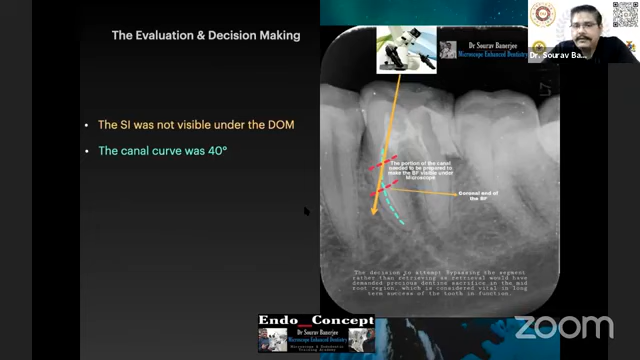 The Evaluation & Decision Making
• The SI was not visible under the DOM
• The canal curve was 40°
Dr Sourav Banerjee
Microscope Enhanced Dentistry
The portion of the canal
needed to be prepared to
make the BF visible under
Microscope
Coronal end of
the BF
The decision to attempt Bypassing the segment
rather than retrieving as retrieval would have
demanded precious dentine sacrifice in the mid
root region, which is considered vital in long
term success of the tooth in function.
Dr. Sourav Ba...
Endo_Concept
Dr Sourav Banerjee
Microscope Enhanced Dentistry
zoom